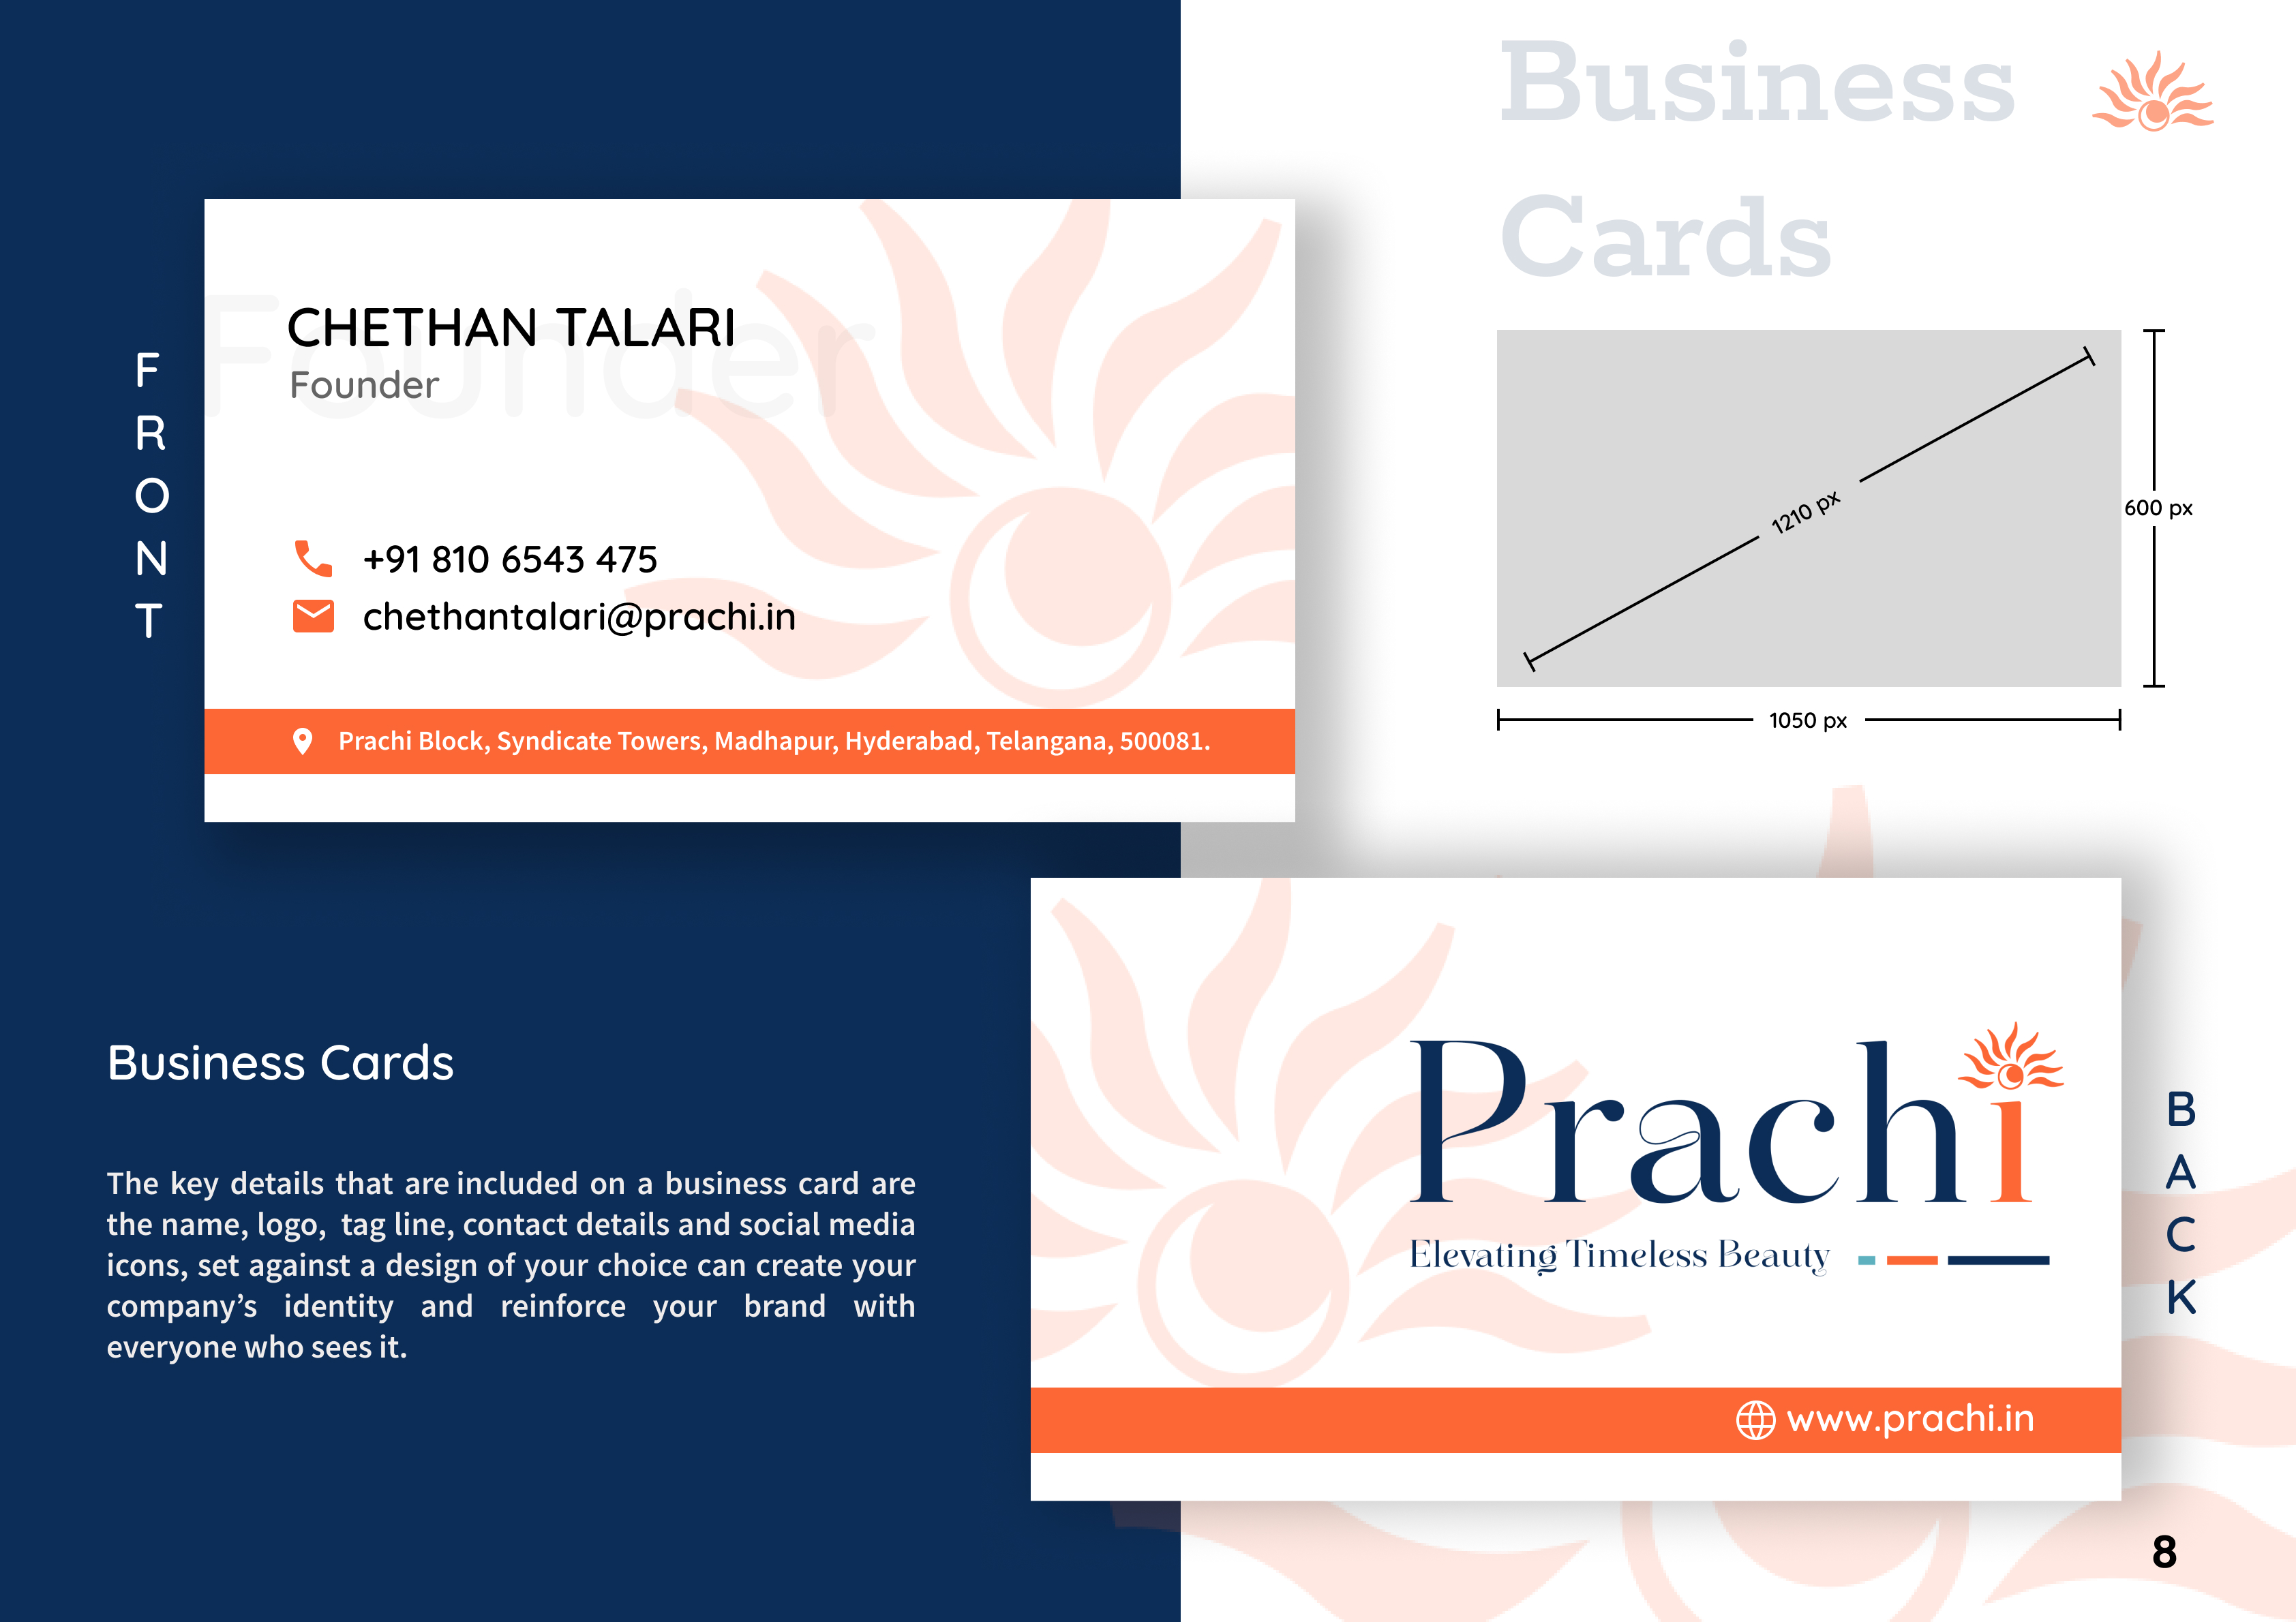 Business
Cards
FRONT
Founder
CHETHAN TALARI
Founder
+91 810 6543 475
chethantalari@prachi.in
Prachi Block, Syndicate Towers, Madhapur, Hyderabad, Telangana, 500081.
1210 px
600 px
1050 px
Business Cards
The key details that are included on a business card are
the name, logo, tag line, contact details and social media
icons, set against a design of your choice can create your
company’s identity and reinforce your brand with
everyone who sees it.
Prachi
Elevating Timeless Beauty
www.prachi.in
BACK
8